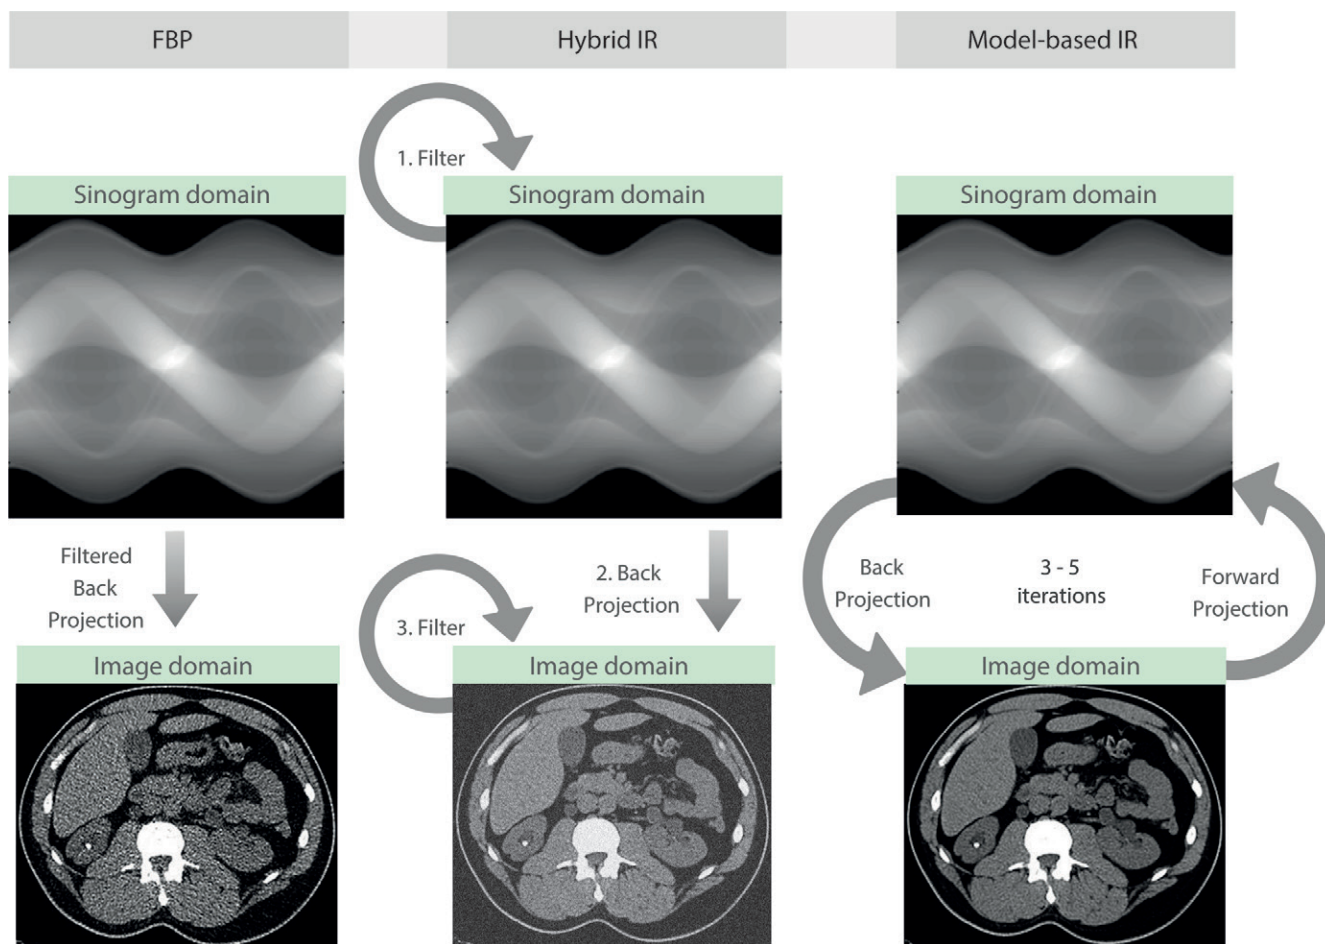 FBP
Hybrid IR
Model-based IR
1. Filter
Sinogram domain
Sinogram domain
Sinogram domain
Filtered
Back
Projection
2. Back
Projection
3. Filter
Back
Projection
3 - 5
iterations
Forward
Projection
Image domain
Image domain
Image domain